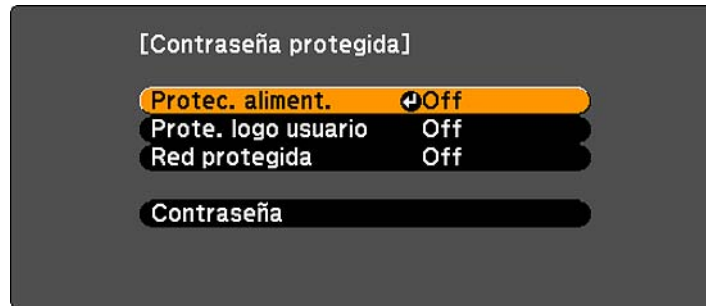 [Contraseña protegida]
Protec. aliment. Off
Prote. logo usuario Off
Red protegida Off
Contraseña